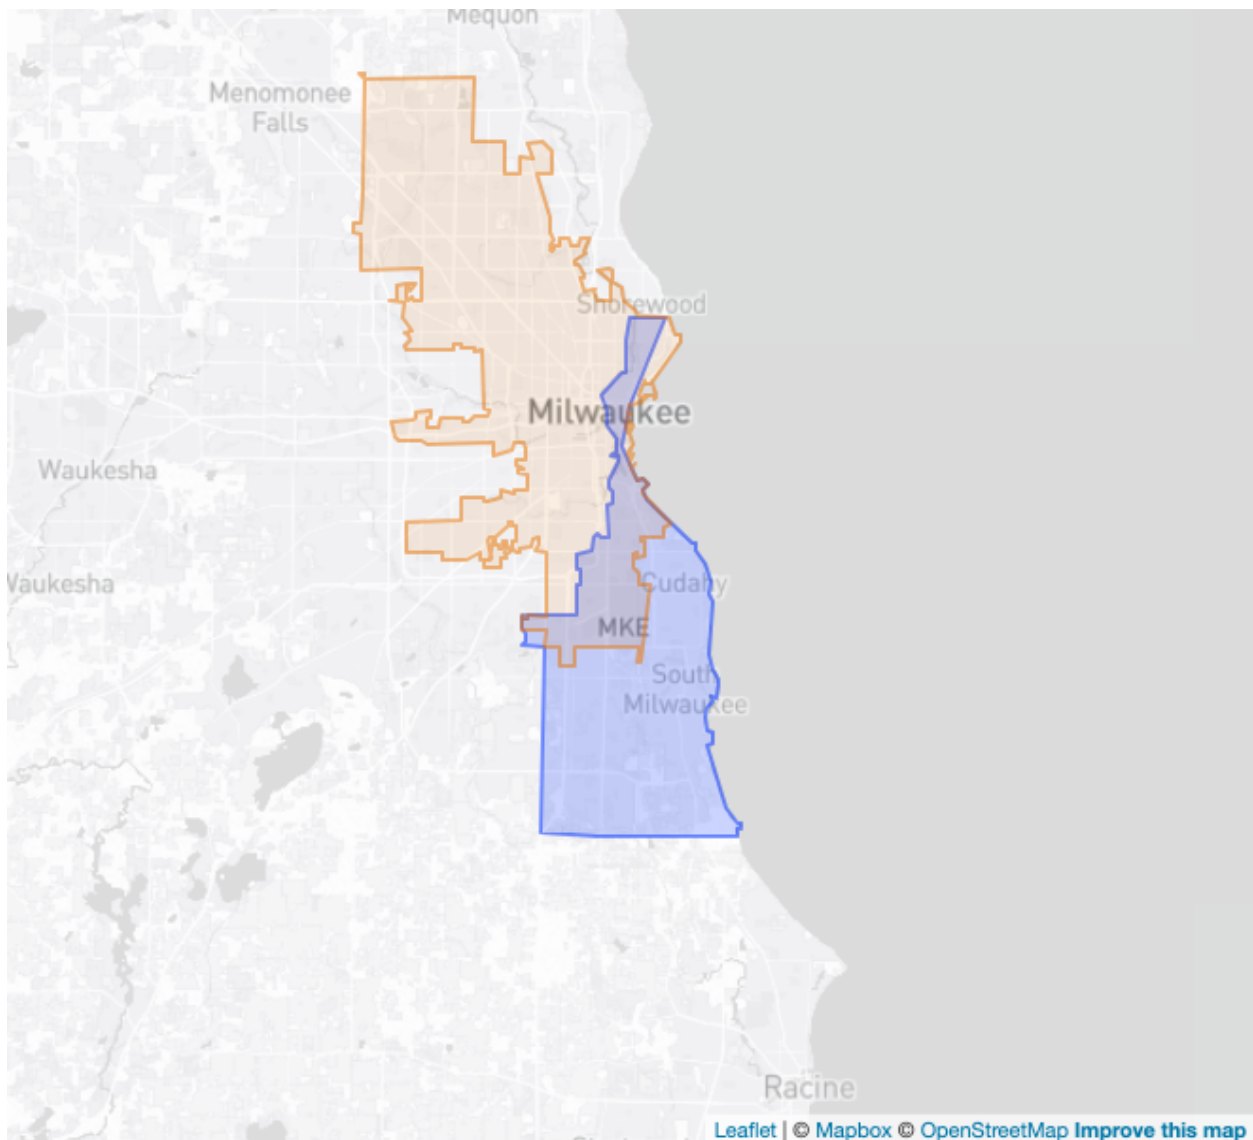 Mequon
Menomonee
Falls
Shorewood
Milwaukee
Waukesha
Waukesha
Cudahy
MKE
South
Milwaukee
Racine
Leaflet | © Mapbox © OpenStreetMap Improve this map